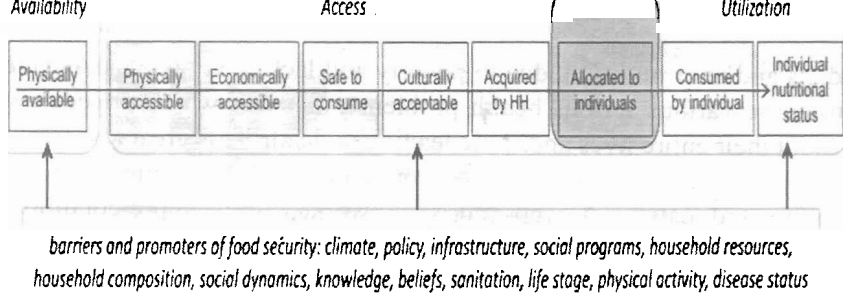 Availability
Access
Utilization
Physically
available
Physically
accessible
Economically
accessible
Safe to
consume
Culturally
acceptable
Acquired
by HH
Allocated to
individuals
Consumed
by individual
Individual
nutritional
status
barriers and promoters of food security: climate, policy, infrastructure, social programs, household resources,
household composition, social dynamics, knowledge, beliefs, sanitation, life stage, physical activity, disease status